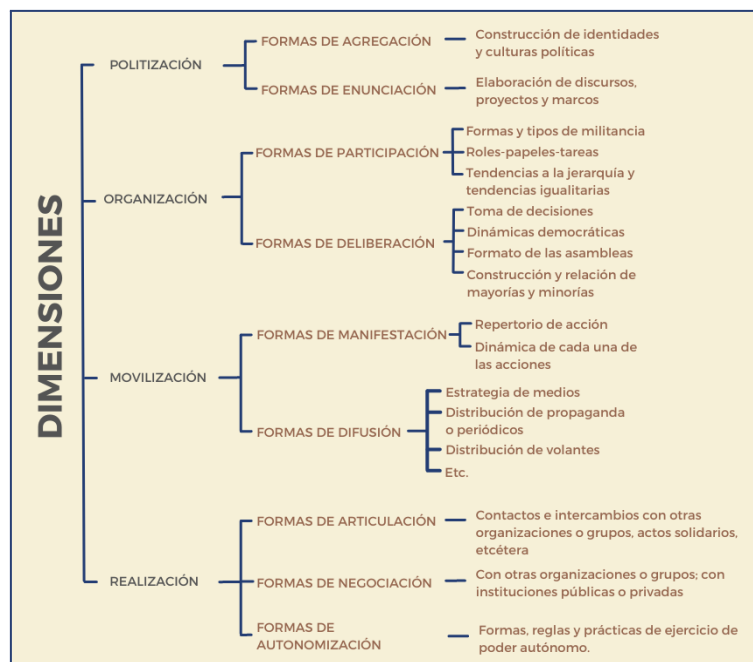 DIMENSIONES
POLITIZACIÓN
FORMAS DE AGREGACIÓN
Construcción de identidades
y culturas políticas
FORMAS DE ENUNCIACIÓN
Elaboración de discursos,
proyectos y marcos
ORGANIZACIÓN
FORMAS DE PARTICIPACIÓN
Formas y tipos de militancia
Roles-papeles-tareas
Tendencias a la jerarquía y
tendencias igualitarias
FORMAS DE DELIBERACIÓN
Toma de decisiones
Dinámicas democráticas
Formato de las asambleas
Construcción y relación de
mayorías y minorías
MOVILIZACIÓN
FORMAS DE MANIFESTACIÓN
Repertorio de acción
Dinámica de cada una de
las acciones
FORMAS DE DIFUSIÓN
Estrategia de medios
Distribución de propaganda
o periódicos
Distribución de volantes
Etc.
REALIZACIÓN
FORMAS DE ARTICULACIÓN
Contactos e intercambios con otras
organizaciones o grupos, actos solidarios,
etcétera
FORMAS DE NEGOCIACIÓN
Con otras organizaciones o grupos; con
instituciones públicas o privadas
FORMAS DE
AUTONOMIZACIÓN
Formas, reglas y prácticas de ejercicio de
poder autónomo.